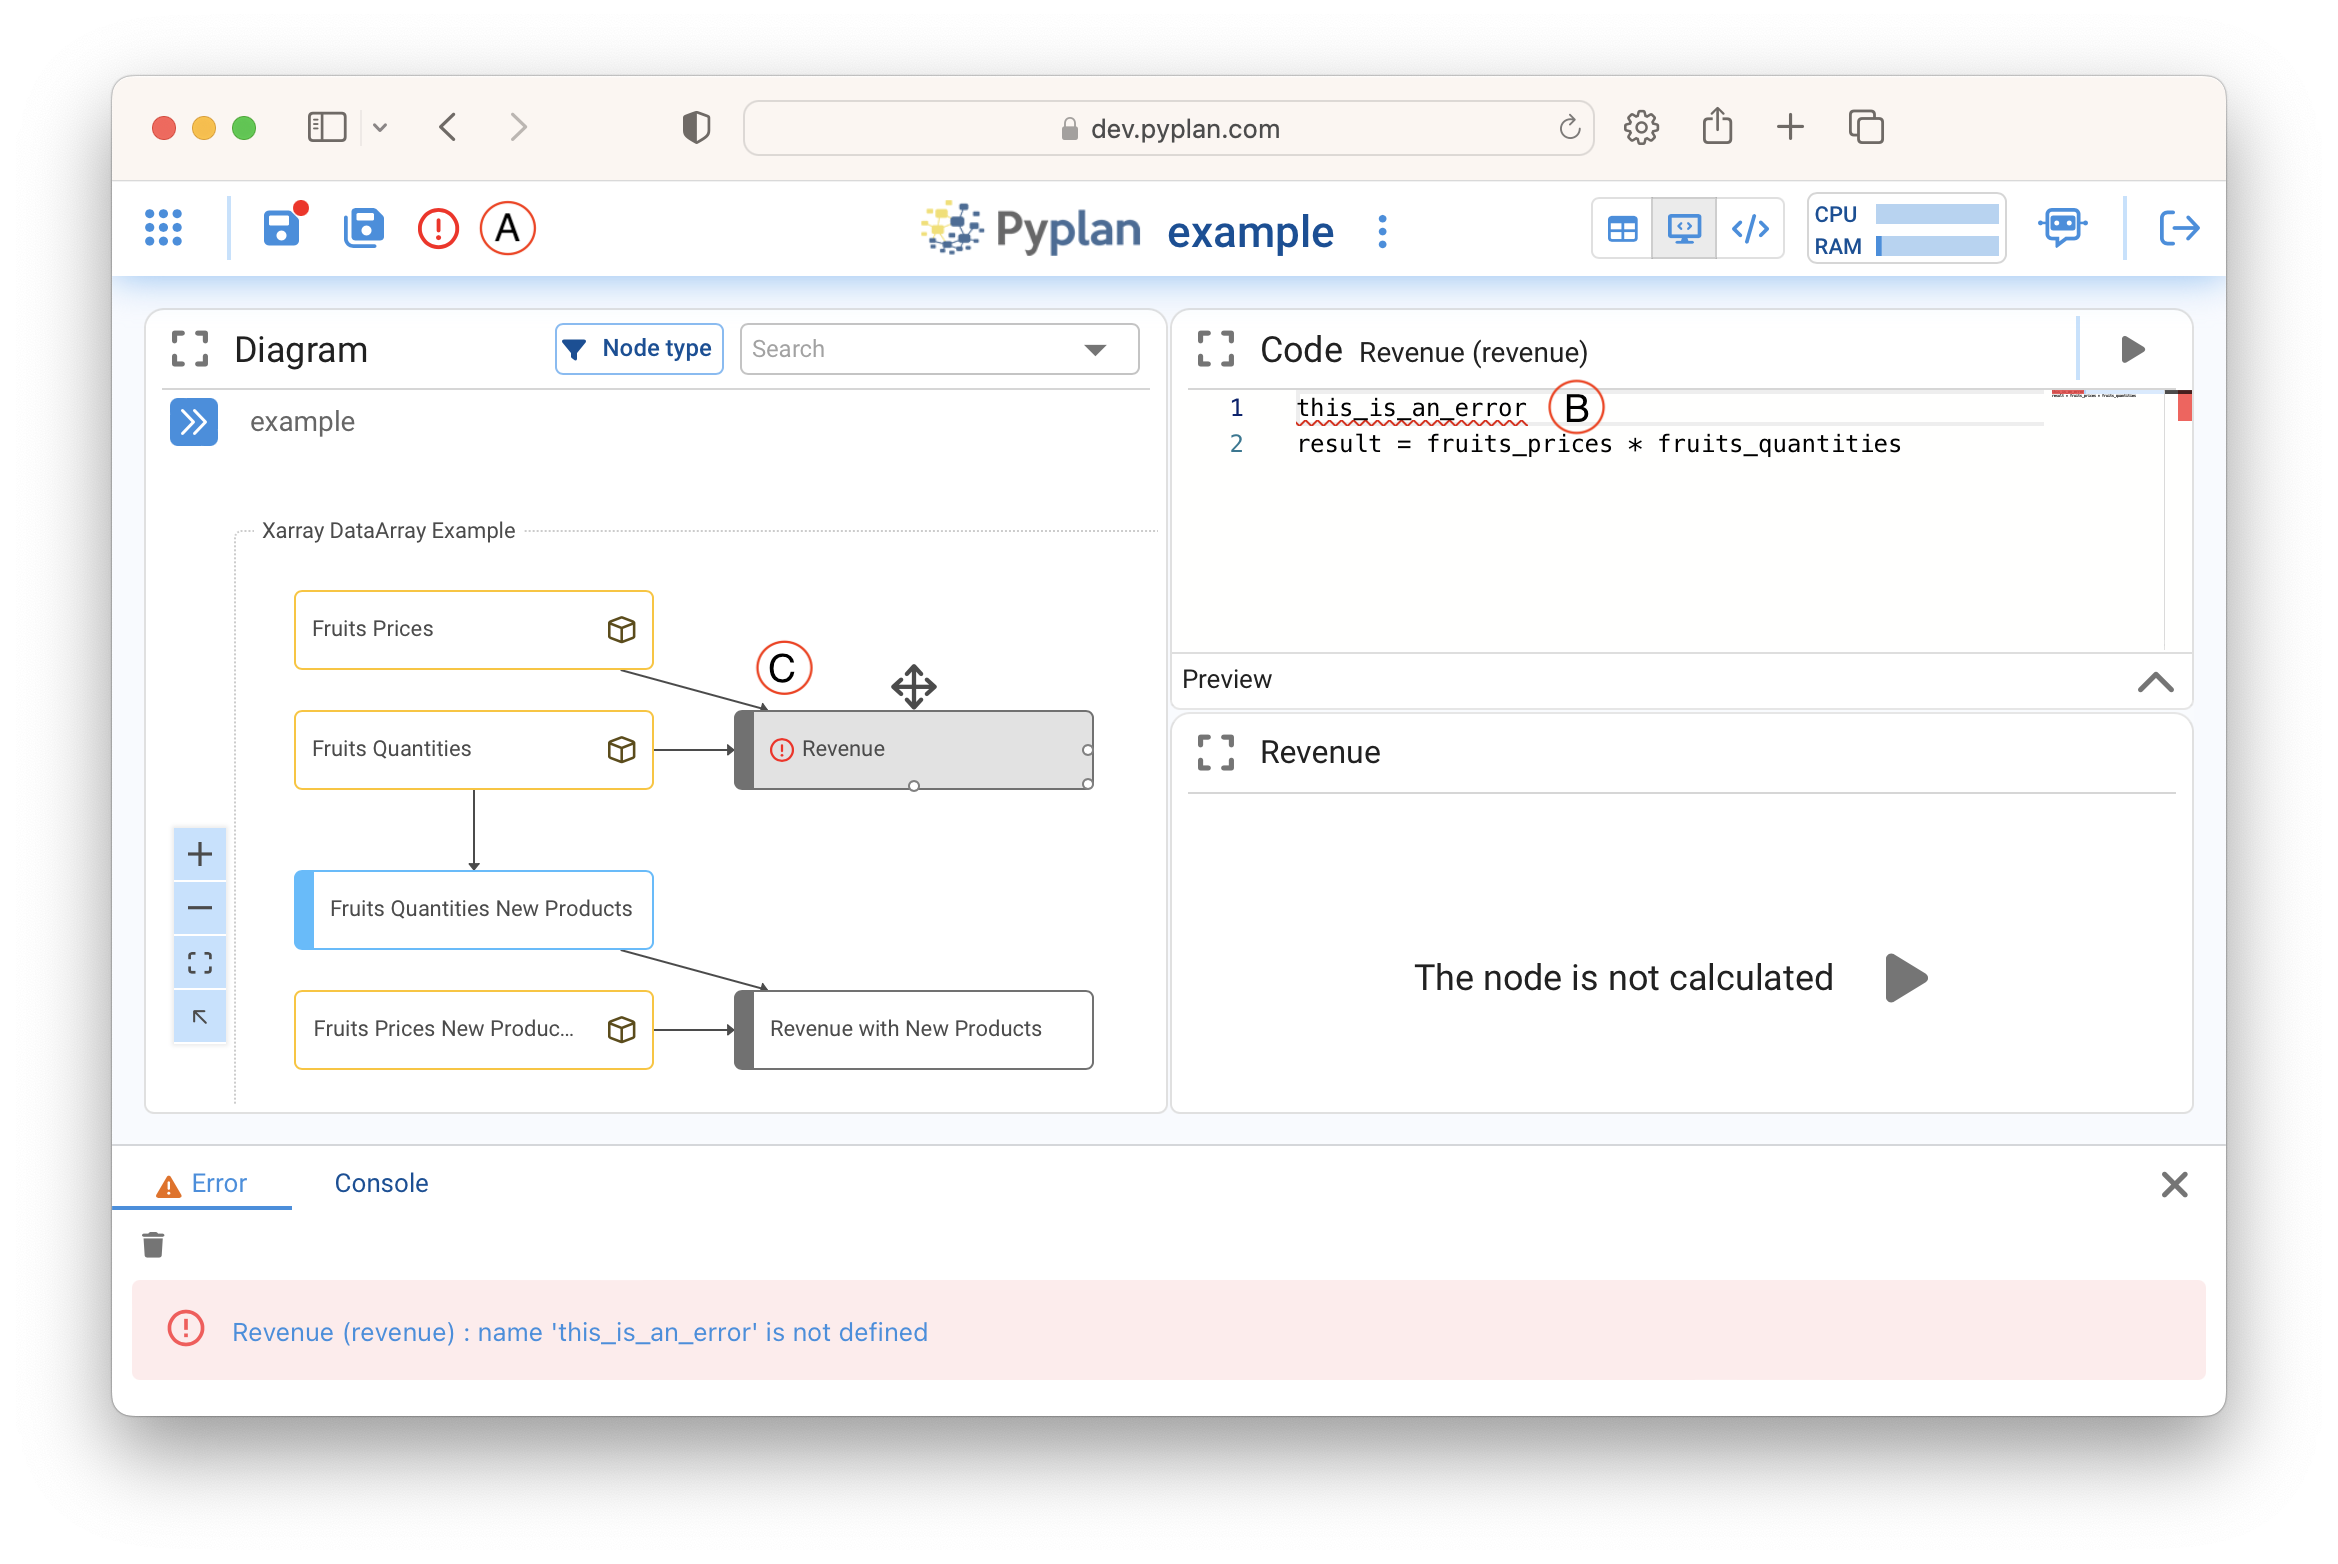 dev.pyplan.com
A
Pyplan example
CPU
RAM
Diagram
Node type
Search
example
Xarray DataArray Example
Fruits Prices
C
Fruits Quantities
Revenue
Fruits Quantities New Products
Fruits Prices New Produc...
Revenue with New Products
Code Revenue (revenue)
1 this_is_an_error B
2 result = fruits_prices * fruits_quantities
Preview
Revenue
The node is not calculated
Error
Console
Revenue (revenue) : name 'this_is_an_error' is not defined